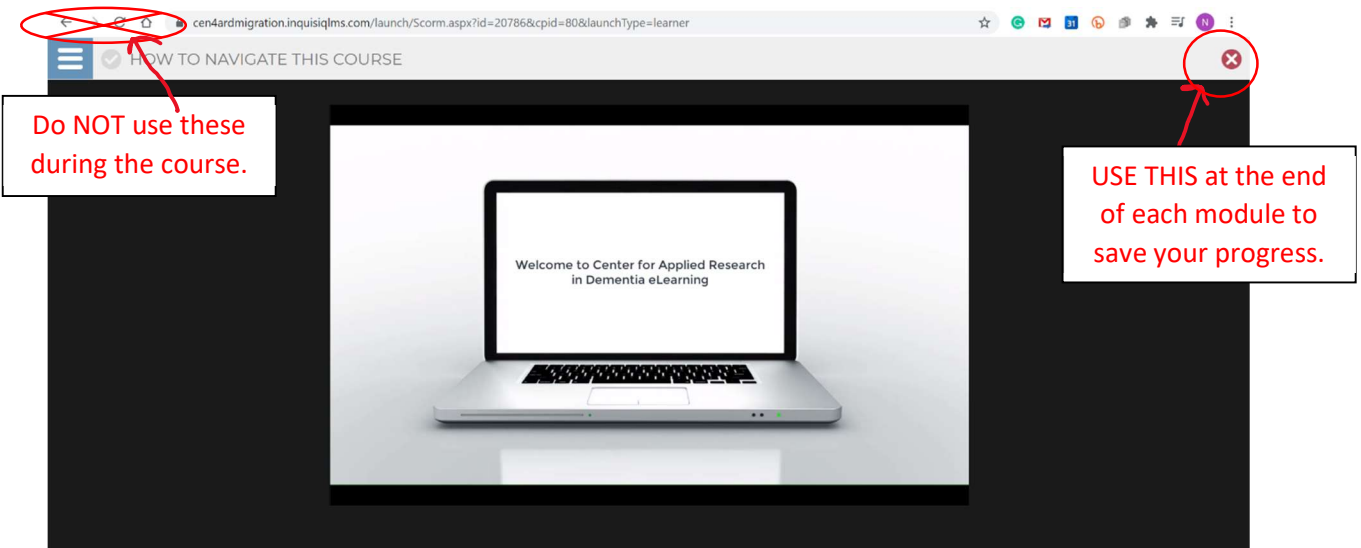 cen4ardmigration.inquisiqlms.com/launch/Scorm.aspx?id=20786&cpid=80&launchType=learner
31
N
HOW TO NAVIGATE THIS COURSE
Do NOT use these
during the course.
USE THIS at the end
of each module to
save your progress.
Welcome to Center for Applied Research
in Dementia eLearning